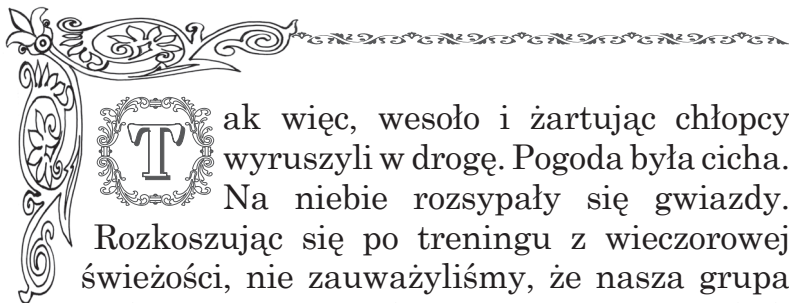 Tak więc, wesoło i żartując chłopcy
wyruszyli w drogę. Pogoda była cicha.
Na niebie rozsypały się gwiazdy.
Rozkoszując się po treningu z wieczorowej
świeżości, nie zauważyliśmy, że nasza grupa